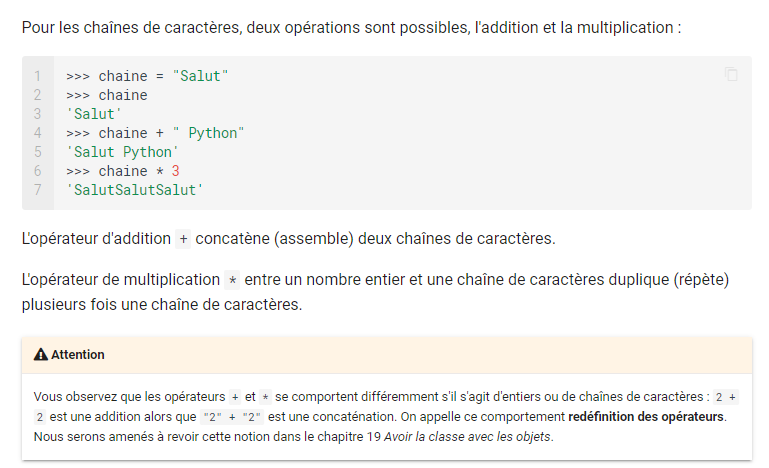 Pour les chaînes de caractères, deux opérations sont possibles, l'addition et la multiplication :
1 >>> chaine = "Salut"
2 >>> chaine
3 'Salut'
4 >>> chaine + " Python"
5 'Salut Python'
6 >>> chaine * 3
7 'SalutSalutSalut'
L'opérateur d'addition + concatène (assemble) deux chaînes de caractères.
L'opérateur de multiplication * entre un nombre entier et une chaîne de caractères duplique (répète)
plusieurs fois une chaîne de caractères.
Attention
Vous observez que les opérateurs + et * se comportent différemment s'il s'agit d'entiers ou de chaînes de caractères : 2 +
2 est une addition alors que "2" + "2" est une concaténation. On appelle ce comportement redéfinition des opérateurs.
Nous serons amenés à revoir cette notion dans le chapitre 19 Avoir la classe avec les objets.